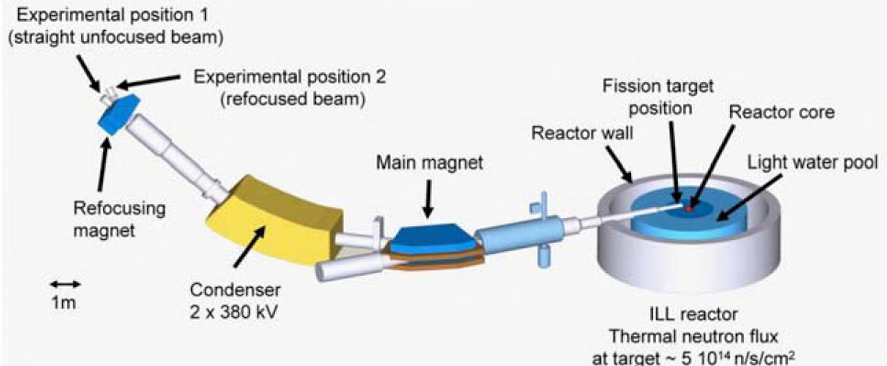 Experimental position 1
(straight unfocused beam)
Experimental position 2
(refocused beam)
Fission target
position
Reactor core
Reactor wall
Light water pool
Main magnet
Refocusing
magnet
Condenser
2 x 380 kV
1m
ILL reactor
Thermal neutron flux
at target ~ 5 10¹⁴ n/s/cm²